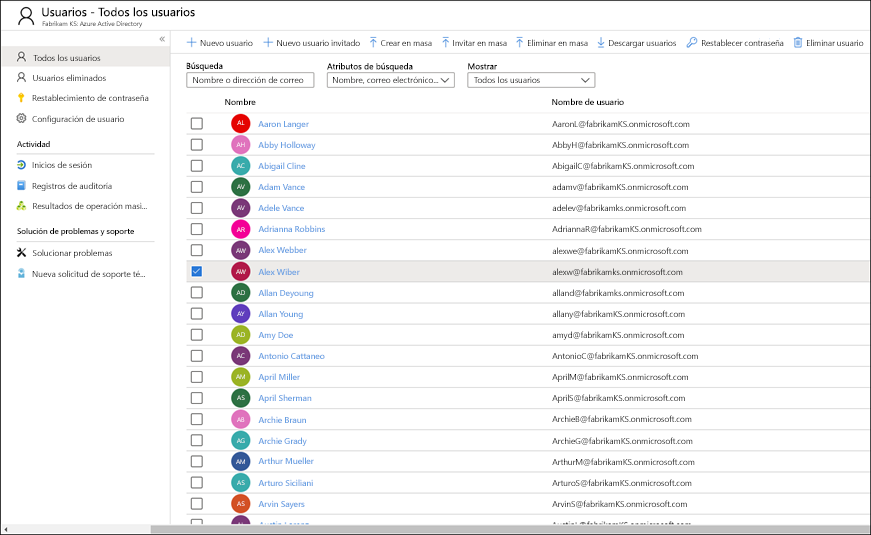 Usuarios - Todos los usuarios
Fabrikam KS: Azure Active Directory
«
Todos los usuarios
Usuarios eliminados
Restablecimiento de contraseña
Configuración de usuario
Actividad
Inicios de sesión
Registros de auditoría
Resultados de operación masi...
Solución de problemas y soporte
Solucionar problemas
Nueva solicitud de soporte té...
Nuevo usuario Nuevo usuario invitado Crear en masa Invitar en masa Eliminar en masa Descargar usuarios Restablecer contraseña Eliminar usuario
Búsqueda Atributos de búsqueda Mostrar
Nombre o dirección de correo Nombre, correo electrónico... Todos los usuarios
Nombre Nombre de usuario
AL Aaron Langer AaronL@fabrikamKS.onmicrosoft.com
AH Abby Holloway AbbyH@fabrikamKS.onmicrosoft.com
AC Abigail Cline AbigailC@fabrikamKS.onmicrosoft.com
AV Adam Vance adamv@fabrikamKS.onmicrosoft.com
AV Adele Vance adelev@fabrikamks.onmicrosoft.com
AR Adrianna Robbins AdriannaR@fabrikamKS.onmicrosoft.com
AW Alex Webber alexwe@fabrikamKS.onmicrosoft.com
AW Alex Wiber alexw@fabrikamks.onmicrosoft.com
AD Allan Deyoung alland@fabrikamks.onmicrosoft.com
AY Allan Young allany@fabrikamKS.onmicrosoft.com
AD Amy Doe amyd@fabrikamKS.onmicrosoft.com
AC Antonio Cattaneo AntonioC@fabrikamKS.onmicrosoft.com
AM April Miller AprilM@fabrikamKS.onmicrosoft.com
AS April Sherman AprilS@fabrikamKS.onmicrosoft.com
AB Archie Braun ArchieB@fabrikamKS.onmicrosoft.com
AG Archie Grady ArchieG@fabrikamKS.onmicrosoft.com
AM Arthur Mueller ArthurM@fabrikamKS.onmicrosoft.com
AS Arturo Siciliani ArturoS@fabrikamKS.onmicrosoft.com
AS Arvin Sayers ArvinS@fabrikamKS.onmicrosoft.com